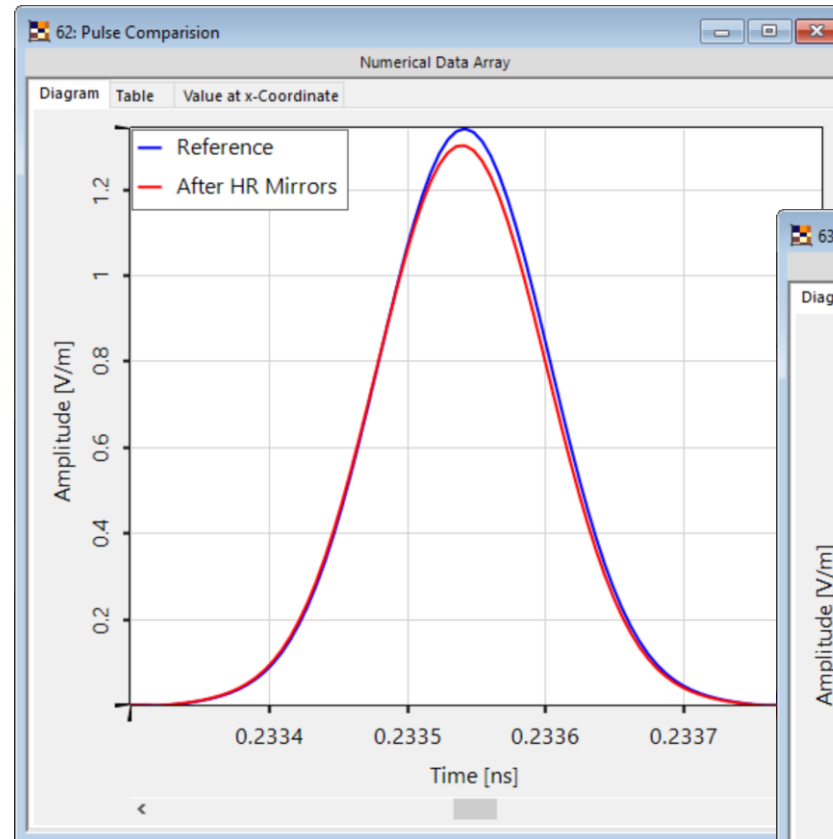 62: Pulse Comparision
Numerical Data Array
Diagram Table Value at x-Coordinate
Reference
After HR Mirrors
1.2
1
0.8
0.6
0.4
0.2
Amplitude [V/m]
0.2334 0.2335 0.2336 0.2337
Time [ns]
63
Diag
Amplitude [V/m]